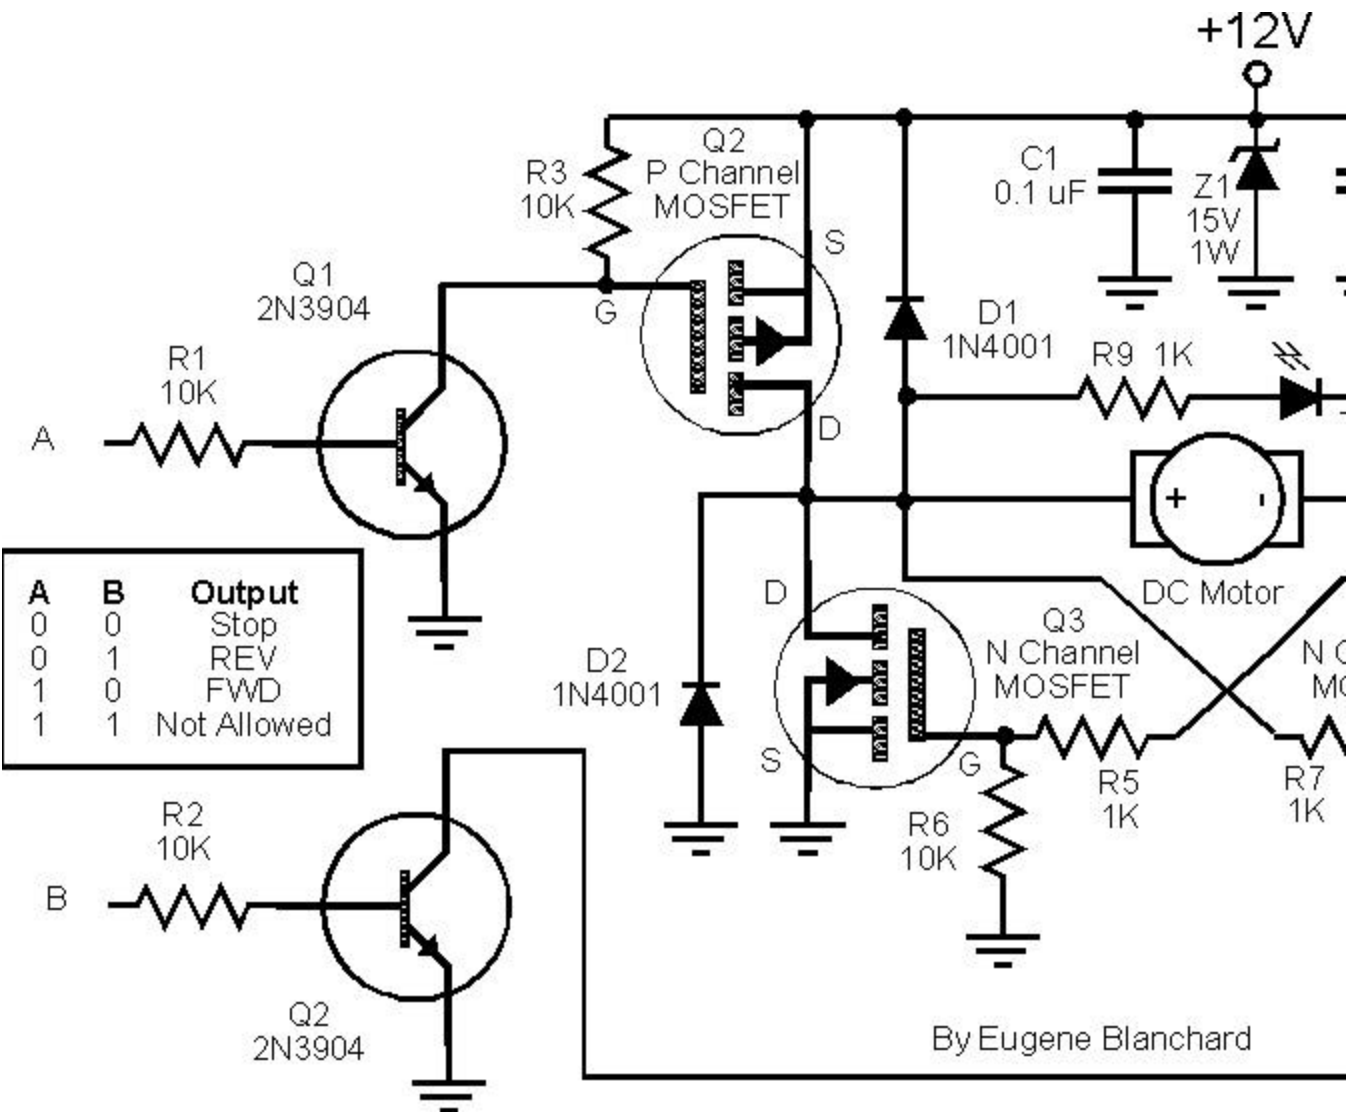 +12V
Q2
P Channel
MOSFET
R3
10K
C1
0.1 uF
Z1
15V
1W
S
Q1
2N3904
G
D1
1N4001
R9 1K
R1
10K
A
D
+ -
A B Output
0 0 Stop
0 1 REV
1 0 FWD
1 1 Not Allowed
D
DC Motor
Q3
N Channel
MOSFET
D2
1N4001
S
G
R5
1K
R7
1K
R2
10K
R6
10K
B
Q2
2N3904
By Eugene Blanchard